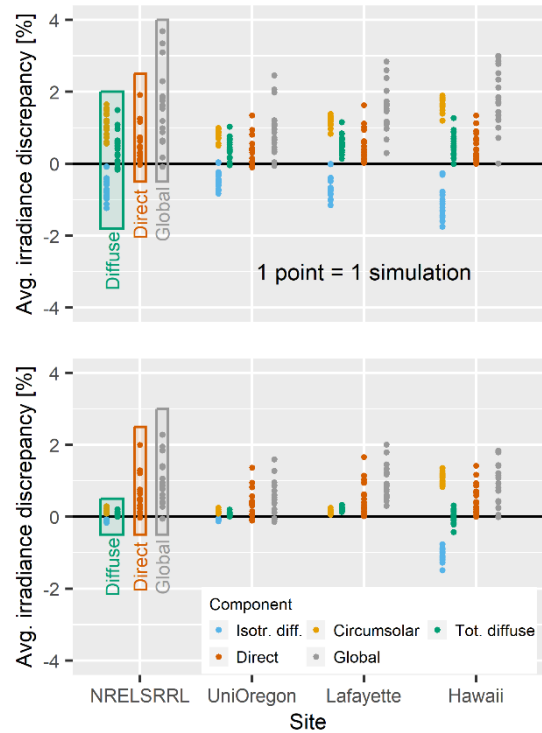 Avg. irradiance discrepancy [%]
4
2
0
-2
-4
Diffuse
Direct
Global
1 point = 1 simulation
Avg. irradiance discrepancy [%]
4
2
0
-2
-4
Diffuse
Direct
Global
Component
Isotr. diff.
Circumsolar
Tot. diffuse
Direct
Global
NRELSRRL
UniOregon
Lafayette
Hawaii
Site